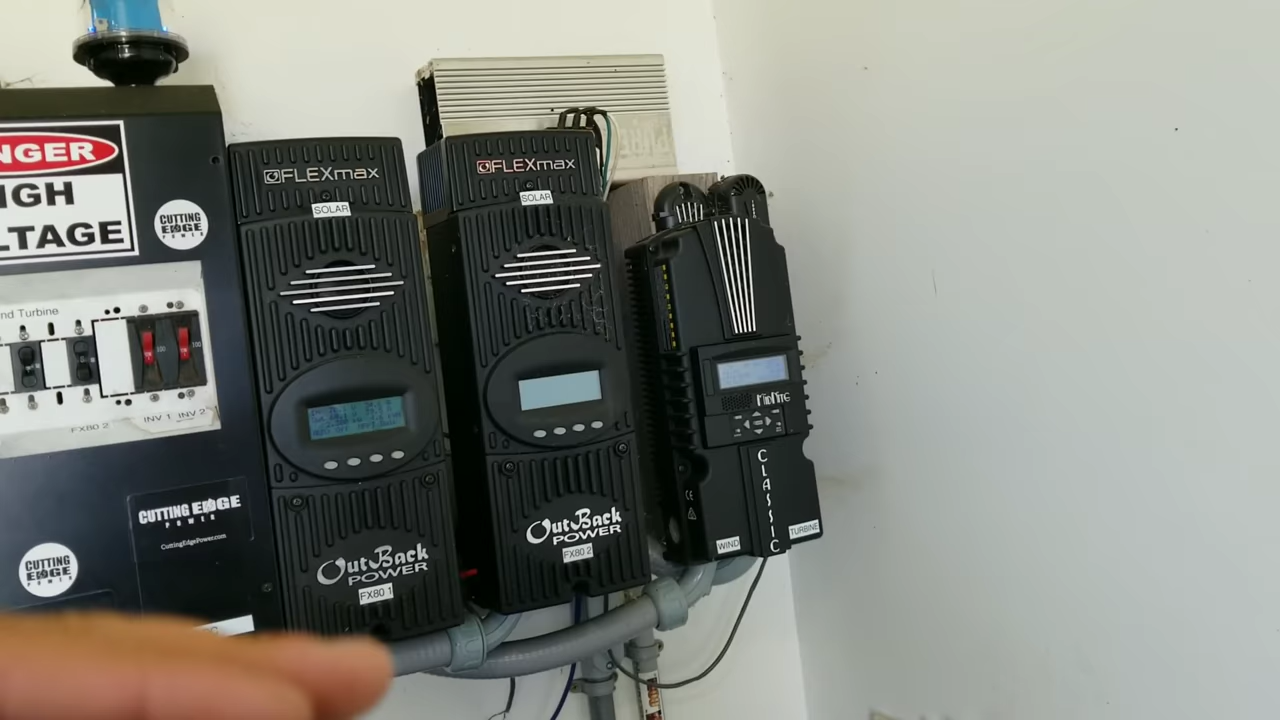 NGER
IGH
LTAGE
CUTTING
EDGE
POWER
nd Turbine
100
100
FX80 2
INV 1
INV 2
CUTTING EDGE
POWER
CuttingEdgePower.com
CUTTING
EDGE
POWER
FLEXmax
SOLAR
OutBack
POWER
FX80 1
FLEXmax
SOLAR
OutBack
POWER
FX80 2
MidNite
CLASSIC
WIND
TURBINE